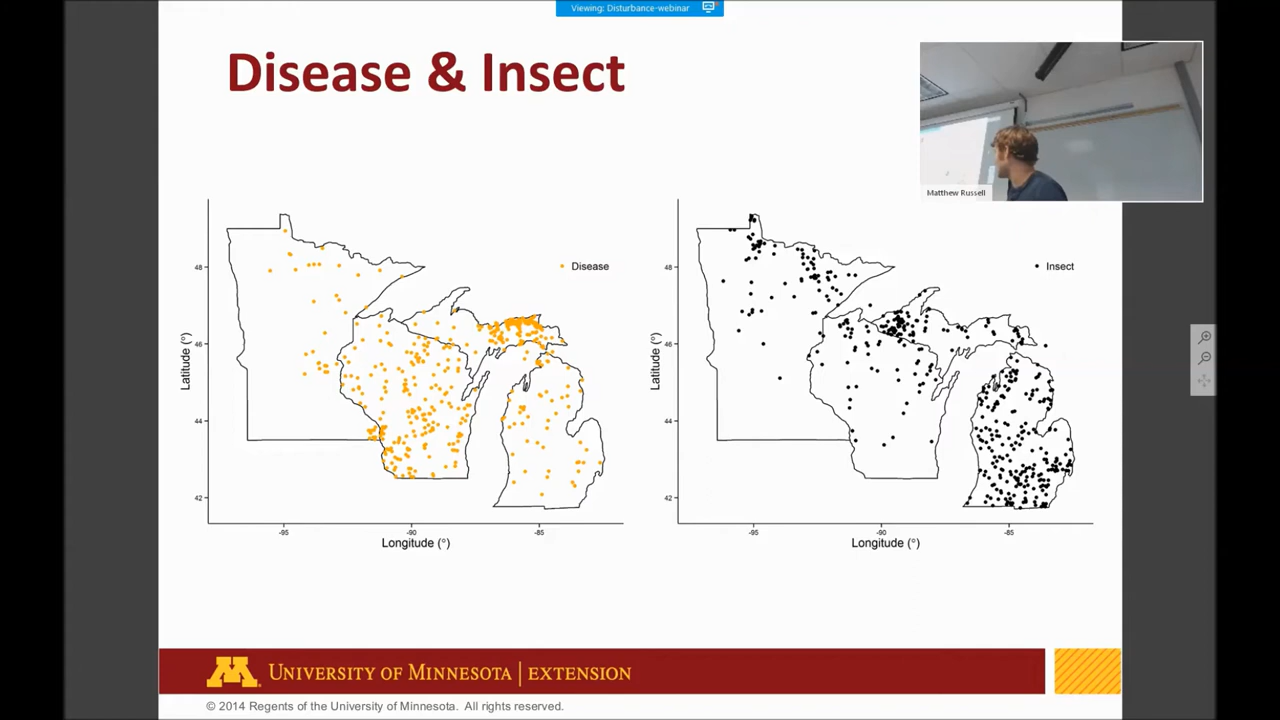 Viewing: Disturbance-webinar
Disease & Insect
Matthew Russell
Latitude (°)
48
46
44
42
-95
-90
-85
Longitude (°)
Disease
Latitude (°)
48
46
44
42
-95
-90
-85
Longitude (°)
Insect
UNIVERSITY OF MINNESOTA | EXTENSION
© 2014 Regents of the University of Minnesota. All rights reserved.